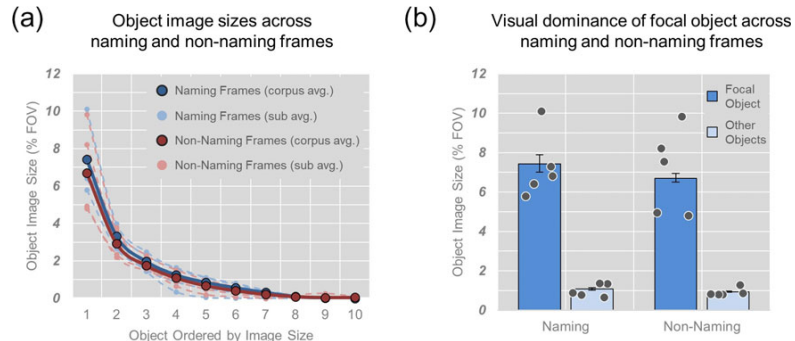 (a)
Object image sizes across
naming and non-naming frames
Object Image Size (% FOV)
12
10
8
6
4
2
0
Naming Frames (corpus avg.)
Naming Frames (sub avg.)
Non-Naming Frames (corpus avg.)
Non-Naming Frames (sub avg.)
1 2 3 4 5 6 7 8 9 10
Object Ordered by Image Size
(b)
Visual dominance of focal object across
naming and non-naming frames
Object Image Size (% FOV)
12
10
8
6
4
2
0
Focal
Object
Other
Objects
Naming Non-Naming